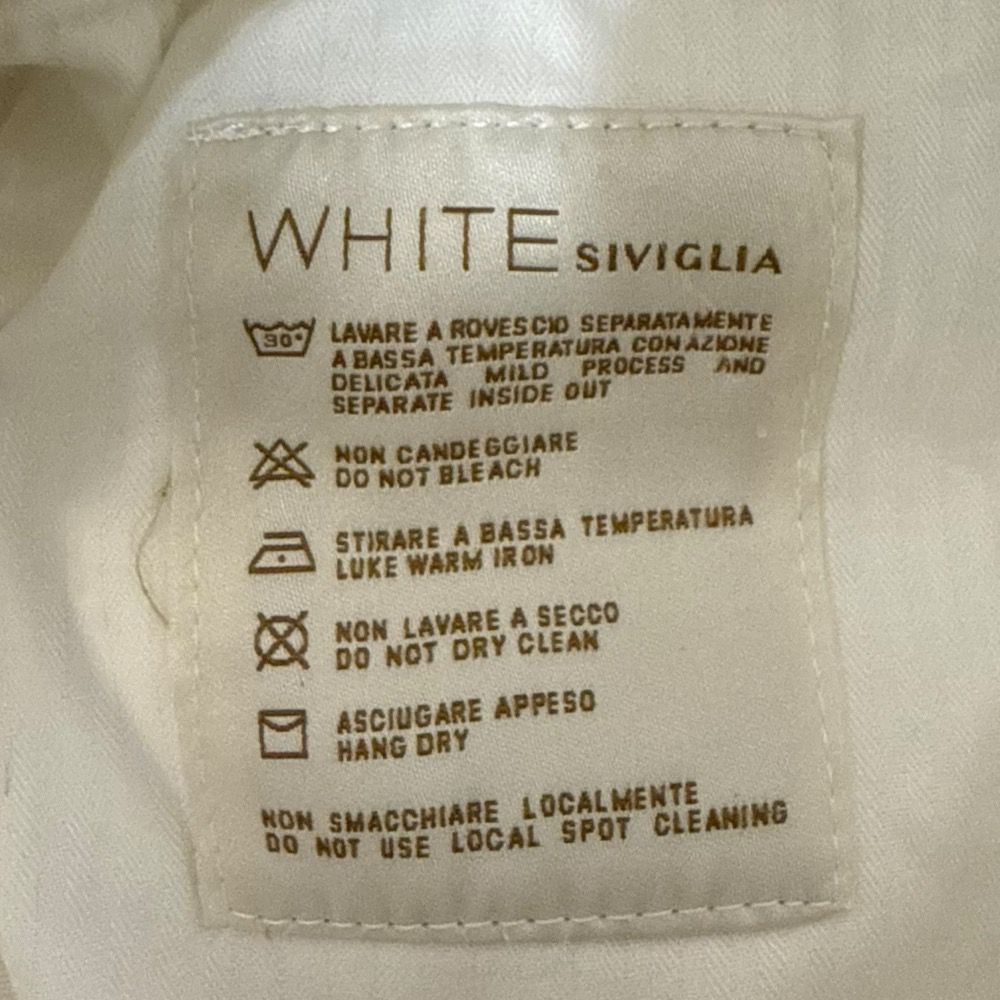 WHITE SIVIGLIA
30°
LAVARE A ROVESCIO SEPARATAMENTE
A BASSA TEMPERATURA CON AZIONE
DELICATA MILD PROCESS AND
SEPARATE INSIDE OUT
NON CANDEGGIARE
DO NOT BLEACH
STIRARE A BASSA TEMPERATURA
LUKE WARM IRON
NON LAVARE A SECCO
DO NOT DRY CLEAN
ASCIUGARE APPESO
HANG DRY
NON SMACCHIARE LOCALMENTE
DO NOT USE LOCAL SPOT CLEANING